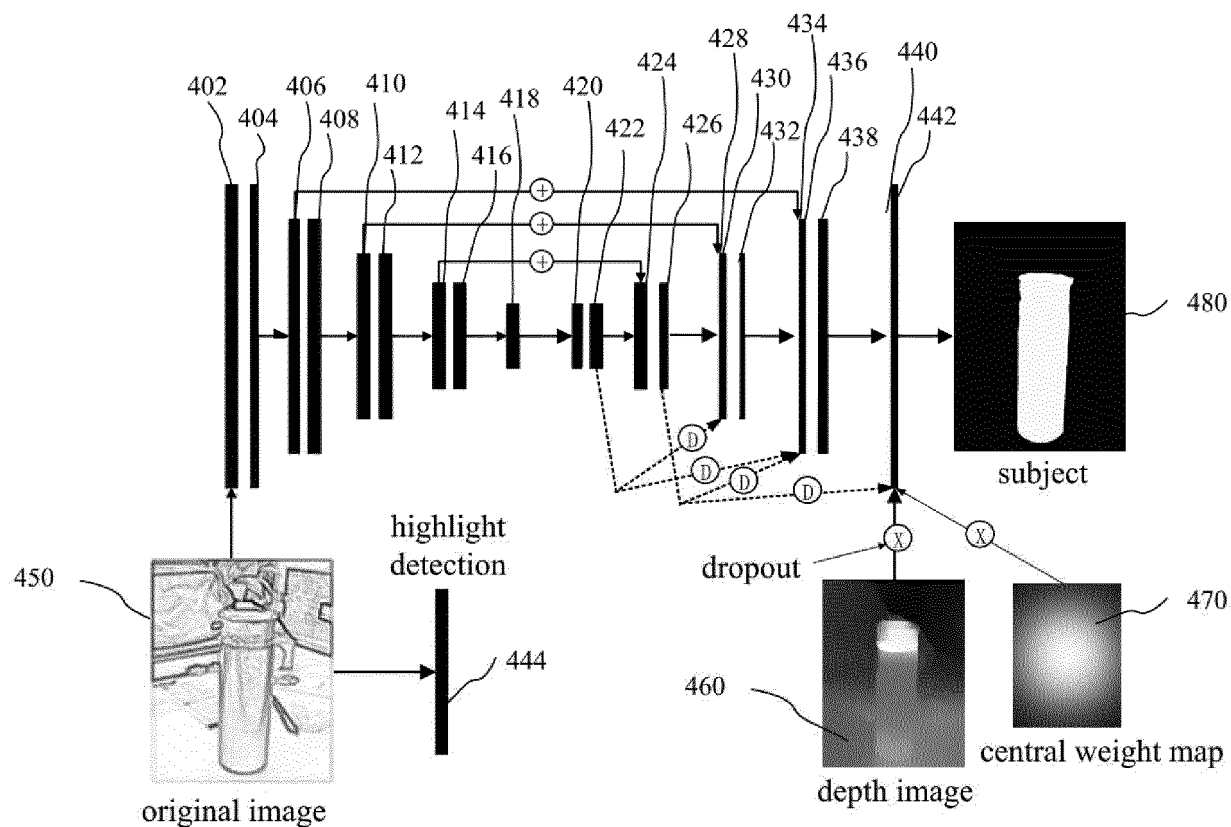 402
404
406
408
410
412
414
416
418
420
422
424
426
428
430
432
434
436
438
440
442
+
+
+
D
D
D
D
480
subject
X
X
dropout
highlight
detection
450
444
460
470
original image
depth image
central weight map